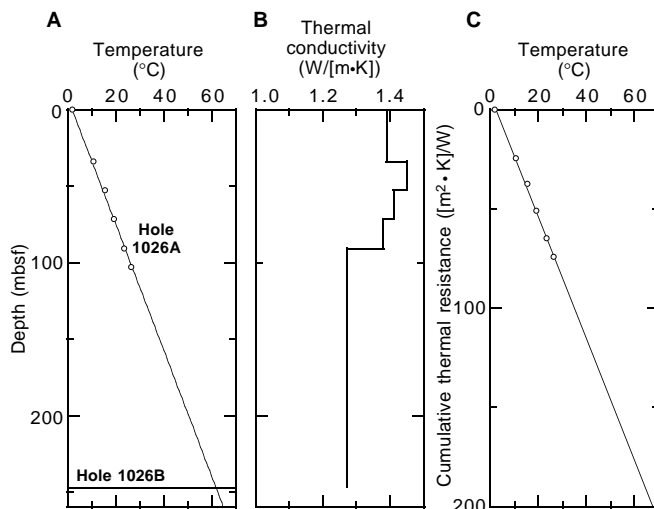 A
Temperature
(°C)
0 20 40 60
0
100
200
Depth (mbsf)
Hole
1026A
Hole 1026B
B
Thermal
conductivity
(W/[m•K])
1.0 1.2 1.4
C
Temperature
(°C)
0 20 40 60
0
100
200
Cumulative thermal resistance ([m² • K]/W)